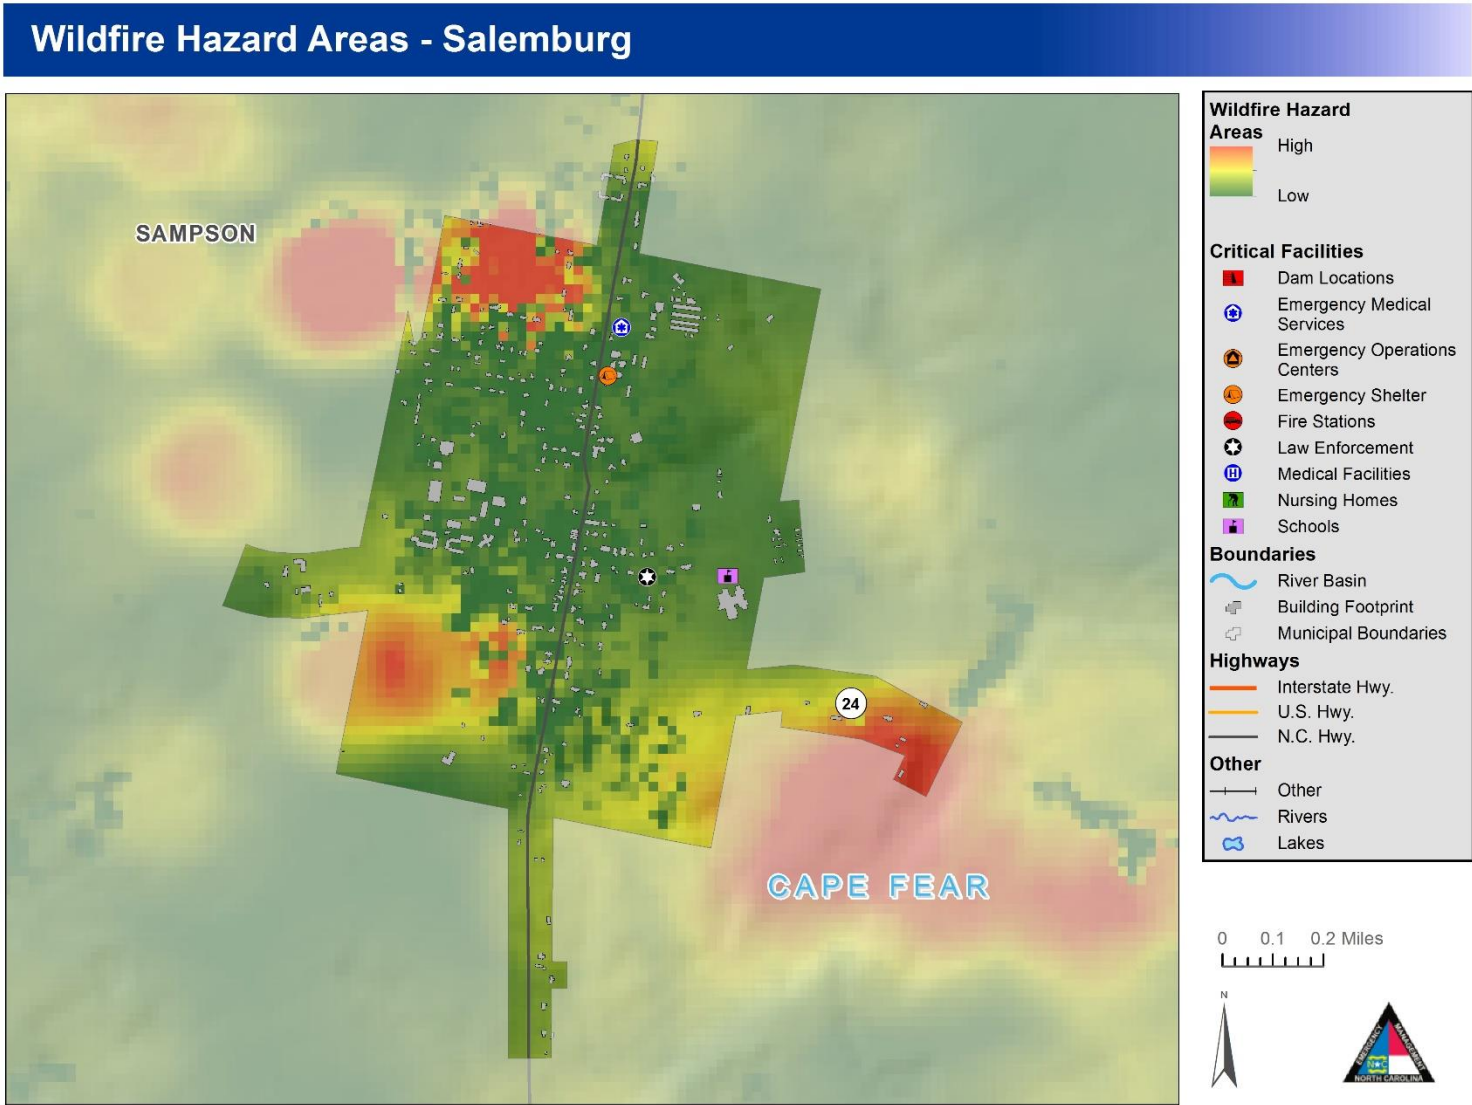 Wildfire Hazard Areas - Salemburg
SAMPSON
24
CAPE FEAR
Wildfire Hazard
Areas
High
Low
Critical Facilities
Dam Locations
Emergency Medical
Services
Emergency Operations
Centers
Emergency Shelter
Fire Stations
Law Enforcement
H
Medical Facilities
Nursing Homes
Schools
Boundaries
River Basin
Building Footprint
Municipal Boundaries
Highways
Interstate Hwy.
U.S. Hwy.
N.C. Hwy.
Other
Other
Rivers
Lakes
0 0.1 0.2 Miles
N
EMERGENCY
MANAGEMENT
N C
NORTH CAROLINA